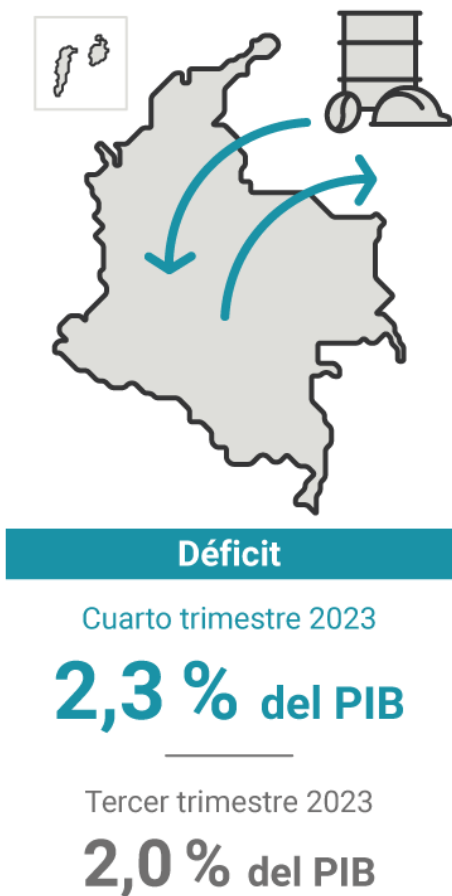 Déficit
Cuarto trimestre 2023
2,3 % del PIB
Tercer trimestre 2023
2,0 % del PIB